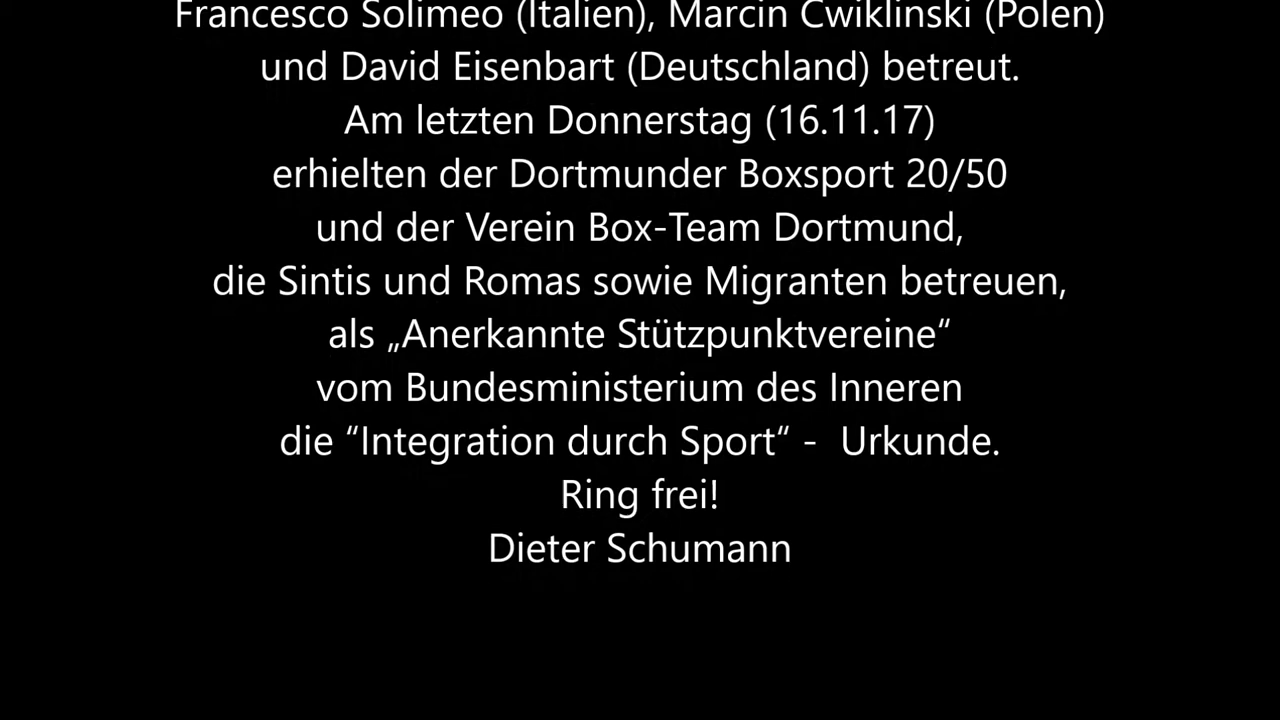 Francesco Solimeo (Italien), Marcin Cwiklinski (Polen)
und David Eisenbart (Deutschland) betreut.
Am letzten Donnerstag (16.11.17)
erhielten der Dortmunder Boxsport 20/50
und der Verein Box-Team Dortmund,
die Sintis und Romas sowie Migranten betreuen,
als „Anerkannte Stützpunktvereine“
vom Bundesministerium des Inneren
die “Integration durch Sport“ -  Urkunde.
Ring frei!
Dieter Schumann